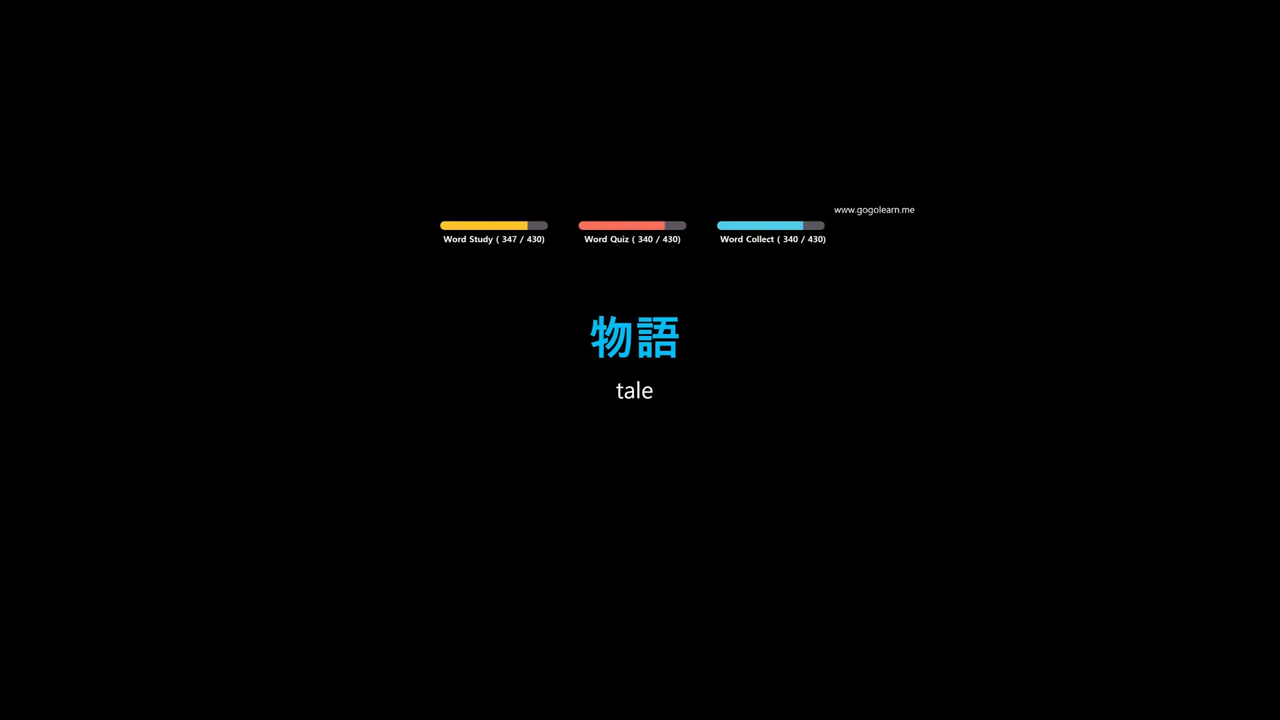 www.gogolearn.me
Word Study ( 347 / 430)
Word Quiz ( 340 / 430)
Word Collect ( 340 / 430)
物語
tale